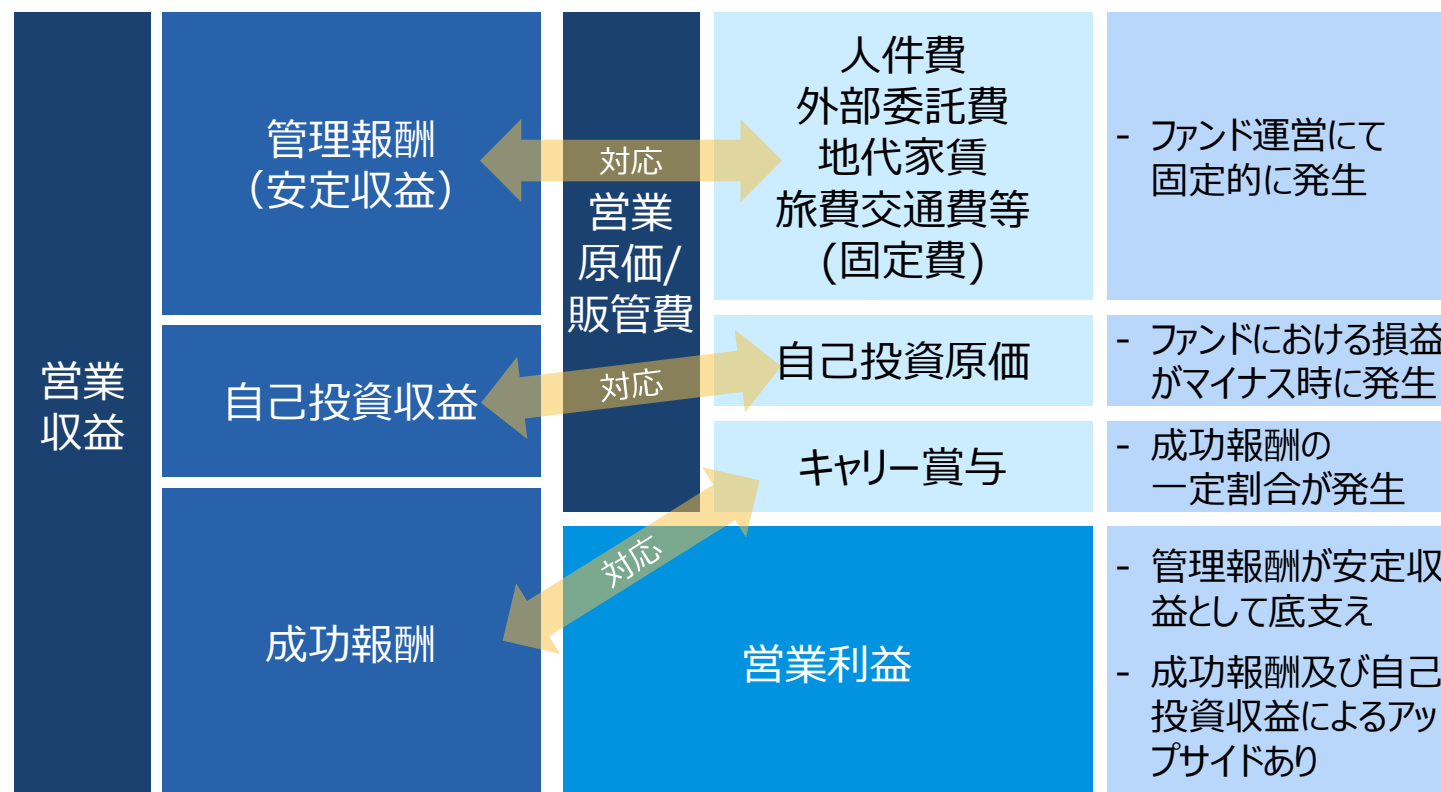 営業
収益
管理報酬
（安定収益）
自己投資収益
成功報酬
対応
営業
原価/
販管費
対応
対応
人件費
外部委託費
地代家賃
旅費交通費等
(固定費)
自己投資原価
キャリー賞与
営業利益
- ファンド運営にて
固定的に発生
- ファンドにおける損益
がマイナス時に発生
- 成功報酬の
一定割合が発生
- 管理報酬が安定収
益として底支え
- 成功報酬及び自己
投資収益によるアッ
プサイドあり